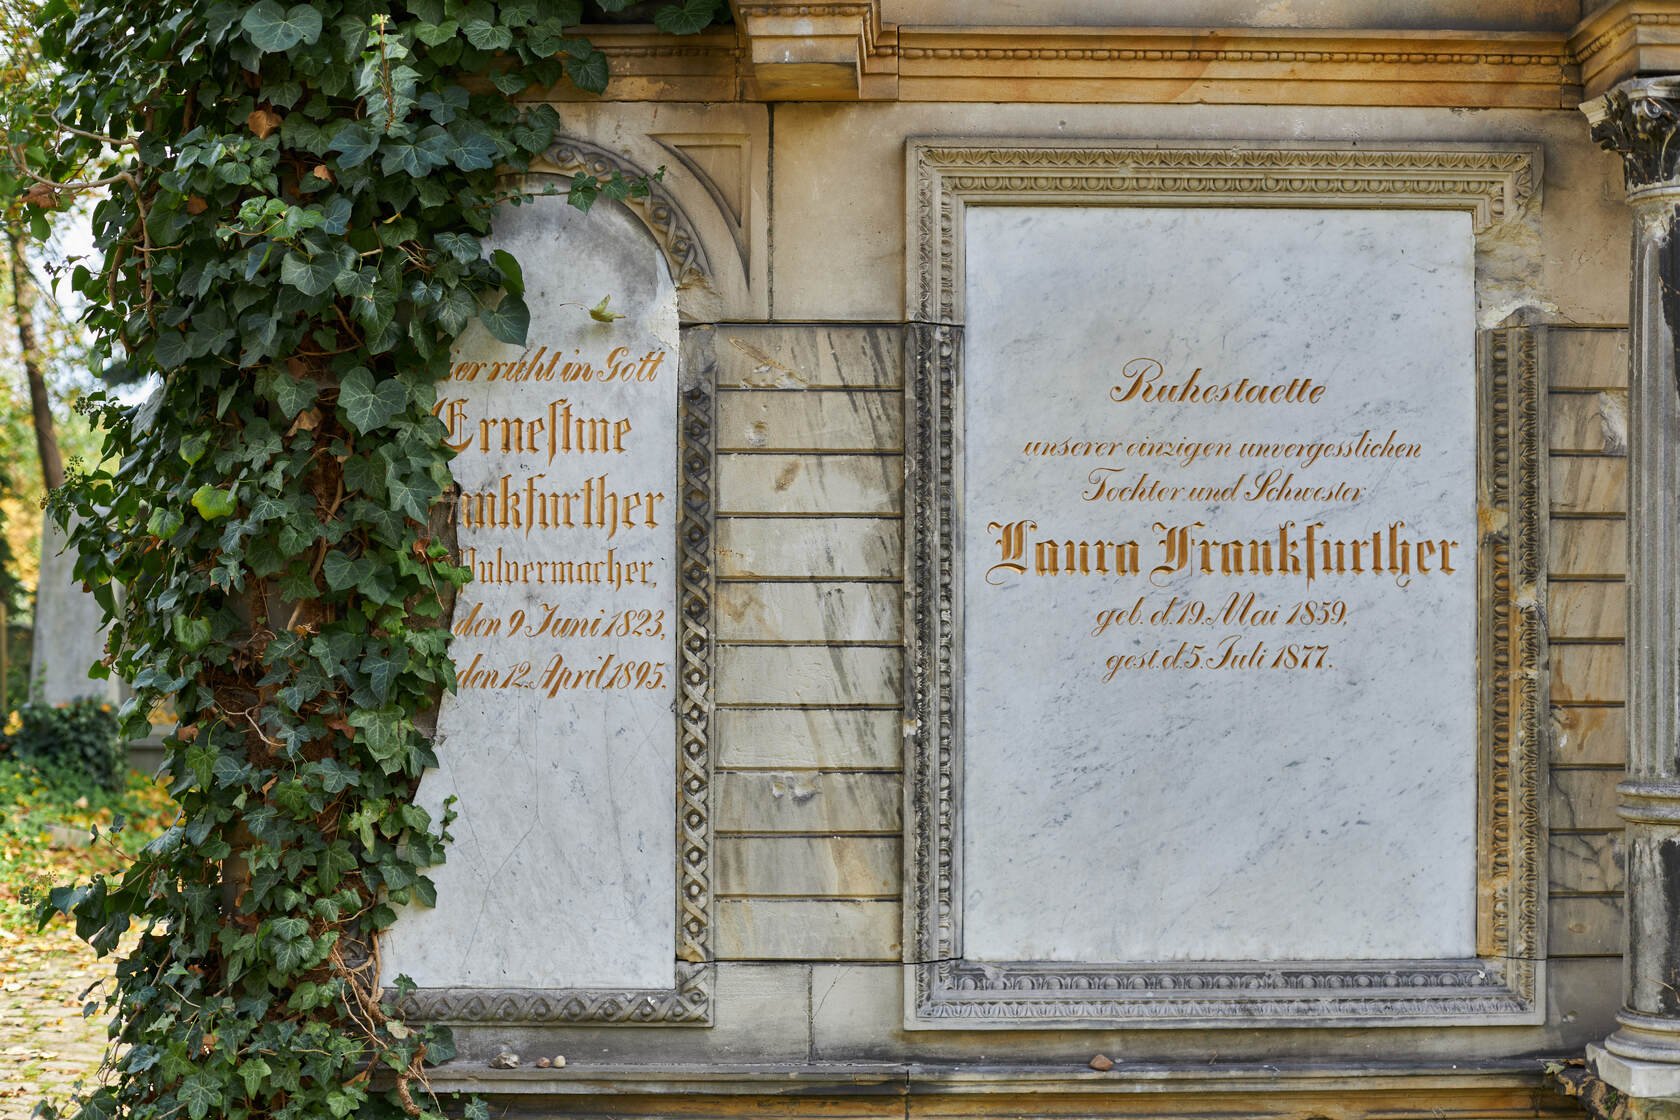 ruht in Gott
Erneſtine
ankfurther
Pulvermacher,
den 9 Juni 1823,
den 12. April 1895.
Ruhestaette
unserer einzigen unvergesslichen
Tochter und Schwester
Laura Frankfurther
geb. d. 19. Mai 1859,
gest. d. 5. Juli 1877.